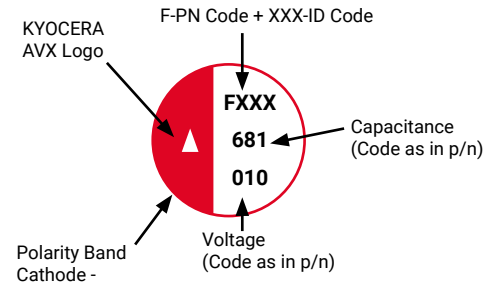 F-PN Code + XXX-ID Code
KYOCERA
AVX Logo
FXXX
681
010
Capacitance
(Code as in p/n)
Voltage
(Code as in p/n)
Polarity Band
Cathode -